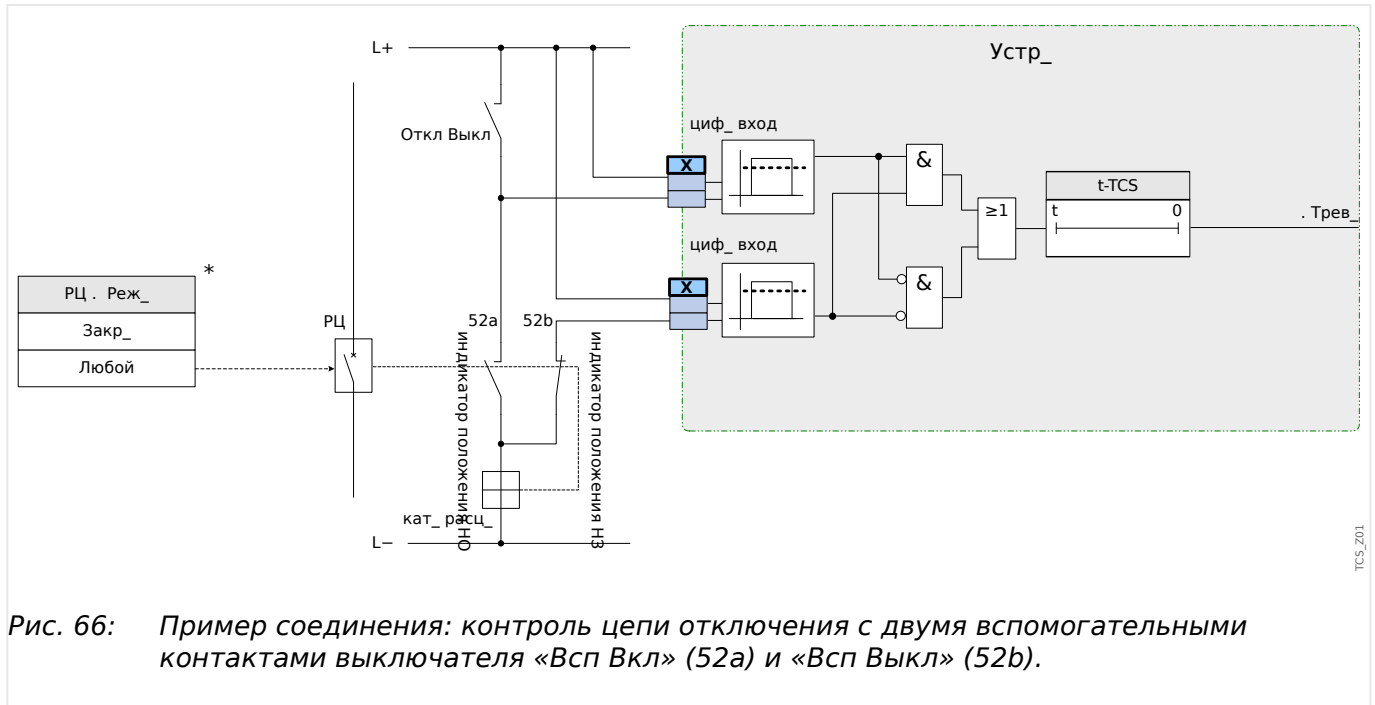 L+
Устр_
Откл Выкл
циф_ вход
X
&
t-TCS
t 0
≥1
. Трев_
циф_ вход
X
&
*
РЦ . Реж_
Закр_
Любой
РЦ
52a
52b
индикатор положения НО
индикатор положения НЗ
кат_ расц_
L−
TCS_Z01
Рис. 66: Пример соединения: контроль цепи отключения с двумя вспомогательными
контактами выключателя «Всп Вкл» (52a) и «Всп Выкл» (52b).